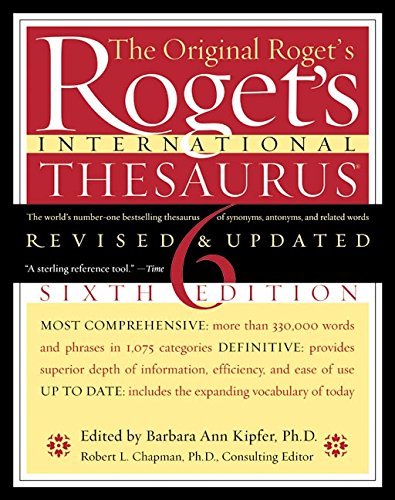 The Original Roget's
Roget's
INTERNATIONAL
THESAURUS®
The world's number-one bestselling thesaurus of synonyms, antonyms, and related words
REVISED & UPDATED
"A sterling reference tool." —Time
6
SIXTH EDITION
MOST COMPREHENSIVE: more than 330,000 words
and phrases in 1,075 categories DEFINITIVE: provides
superior depth of information, efficiency, and ease of use
UP TO DATE: includes the expanding vocabulary of today
Edited by Barbara Ann Kipfer, Ph.D.
Robert L. Chapman, Ph.D., Consulting Editor